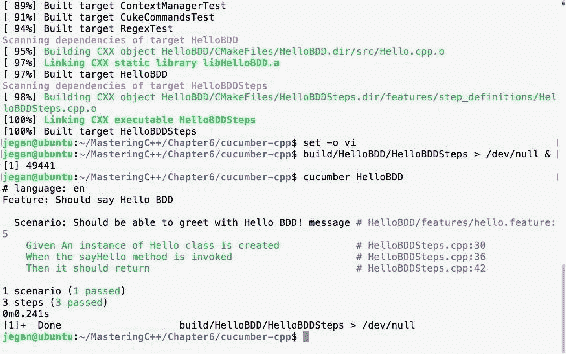 [ 89%] Built target ContextManagerTest
[ 91%] Built target CukeCommandsTest
[ 94%] Built target RegexTest
Scanning dependencies of target HelloBDD
[ 95%] Building CXX object HelloBDD/CMakeFiles/HelloBDD.dir/src/Hello.cpp.o
[ 97%] Linking CXX static library libHelloBDD.a
[ 97%] Built target HelloBDD
Scanning dependencies of target HelloBDDSteps
[ 98%] Building CXX object HelloBDD/CMakeFiles/HelloBDDSteps.dir/features/step_definitions/Hel
loBDDSteps.cpp.o
[100%] Linking CXX executable HelloBDDSteps
[100%] Built target HelloBDDSteps
jegan@ubuntu:~/MasteringC++/Chapter6/cucumber-cpp$ set -o vi
jegan@ubuntu:~/MasteringC++/Chapter6/cucumber-cpp$ build/HelloBDD/HelloBDDSteps > /dev/null &
[1] 49441
jegan@ubuntu:~/MasteringC++/Chapter6/cucumber-cpp$ cucumber HelloBDD
# language: en
Feature: Should say Hello BDD
Scenario: Should be able to greet with Hello BDD! message # HelloBDD/features/hello.feature:
5
Given An instance of Hello class is created # HelloBDDSteps.cpp:30
When the sayHello method is invoked # HelloBDDSteps.cpp:36
Then it should return # HelloBDDSteps.cpp:42
1 scenario (1 passed)
3 steps (3 passed)
0m0.241s
[1]+ Done build/HelloBDD/HelloBDDSteps > /dev/null
jegan@ubuntu:~/MasteringC++/Chapter6/cucumber-cpp$